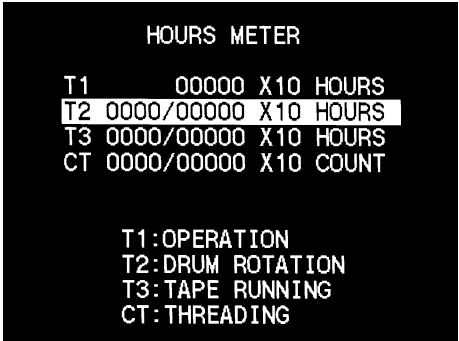 HOURS METER
T1 00000 X10 HOURS
T2 0000/00000 X10 HOURS
T3 0000/00000 X10 HOURS
CT 0000/00000 X10 COUNT
T1:OPERATION
T2:DRUM ROTATION
T3:TAPE RUNNING
CT:THREADING